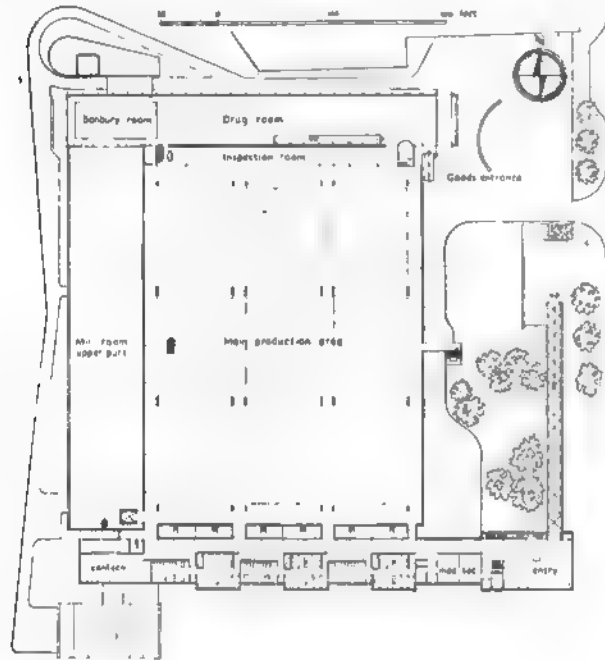 Banbury room
Drug room
Inspection room
Goods entrance
Mill room
upper part
Main production area
canteen
entry